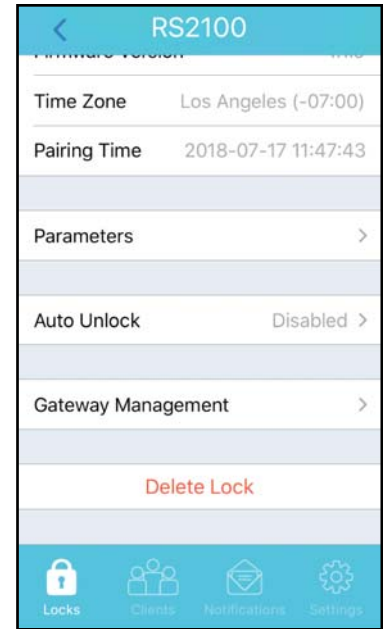 RS2100
Time Zone Los Angeles (-07:00)
Pairing Time 2018-07-17 11:47:43
Parameters
Auto Unlock Disabled
Gateway Management
Delete Lock
Locks Clients Notifications Settings